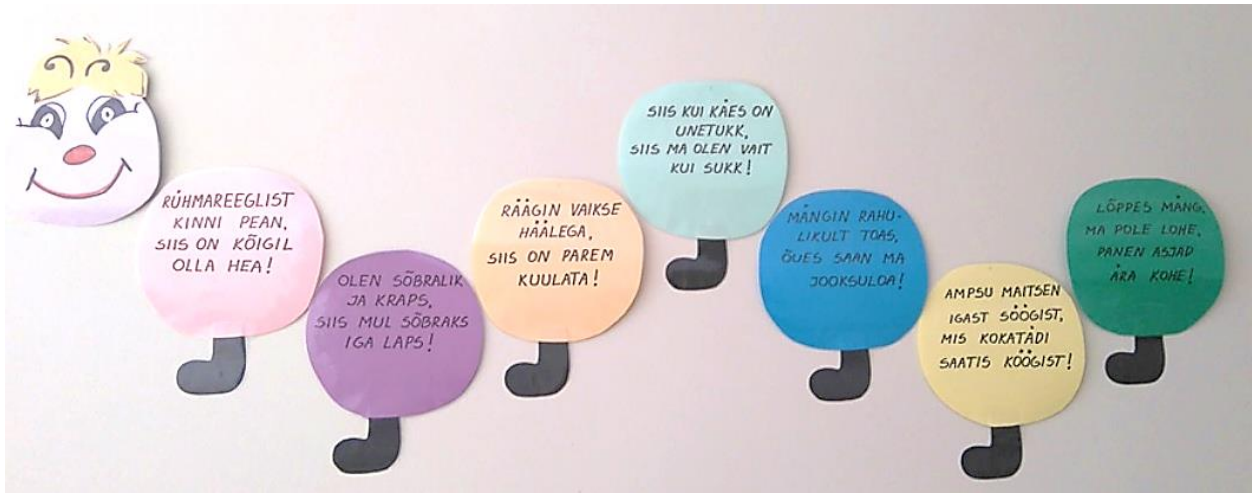 RÜHMAREEGLIST
KINNI PEAN,
SIIS ON KÕIGIL
OLLA HEA!
OLEN SÕBRALIK
JA KRAPS,
SIIS MUL SÕBRAKS
IGA LAPS!
RÄÄGIN VAIKSE
HÄÄLEGA,
SIIS ON PAREM
KUULATA!
SIIS KUI KÄES ON
UNETUKK,
SIIS MA OLEN VAIT
KUI SUKK!
MÄNGIN RAHU-
LIKULT TOAS,
ÕUES SAAN MA
JOOKSULOA!
AMPSU MAITSEN
IGAST SÖÖGIST,
MIS KOKATÄDI
SAATIS KÖÖGIST!
LÕPPES MÄNG,
MA POLE LOHE,
PANEN ASJAD
ÄRA KOHE!